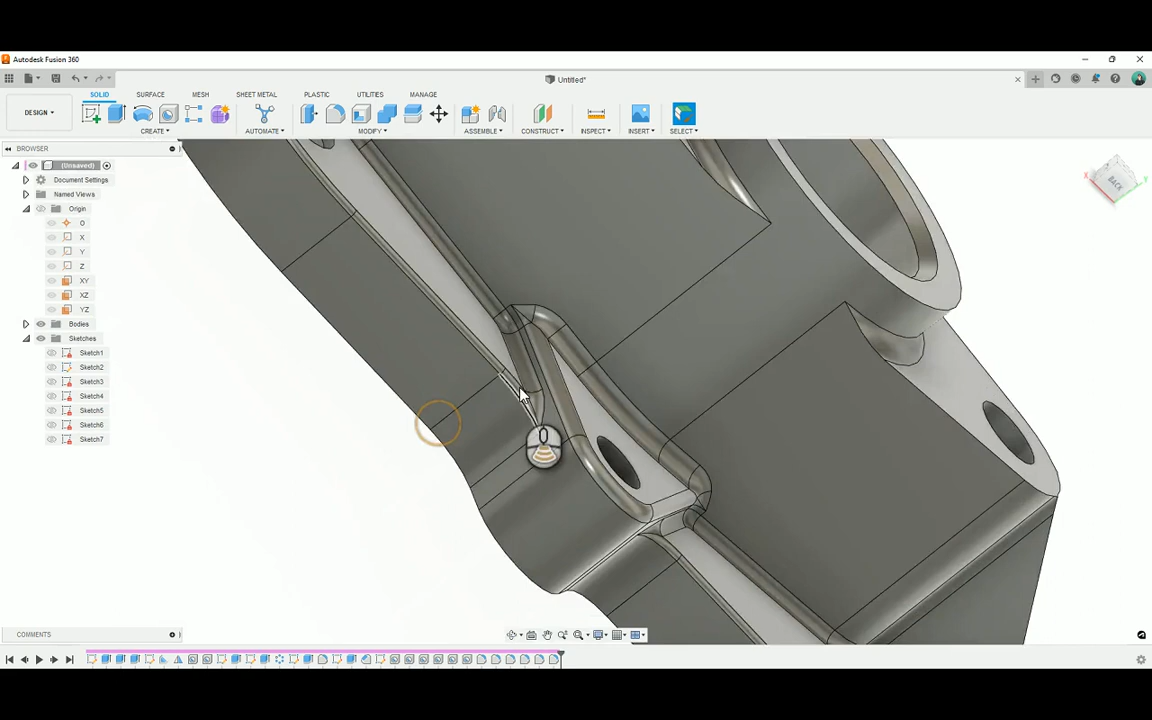 Autodesk Fusion 360
Untitled*
SOLID SURFACE MESH SHEET METAL PLASTIC UTILITIES MANAGE
DESIGN
CREATE AUTOMATE MODIFY ASSEMBLE CONSTRUCT INSPECT INSERT SELECT
BROWSER
(Unsaved)
Document Settings
Named Views
Origin
O
X
Y
Z
XY
XZ
YZ
Bodies
Sketches
Sketch1
Sketch2
Sketch3
Sketch4
Sketch5
Sketch6
Sketch7
X
BACK
Y
COMMENTS